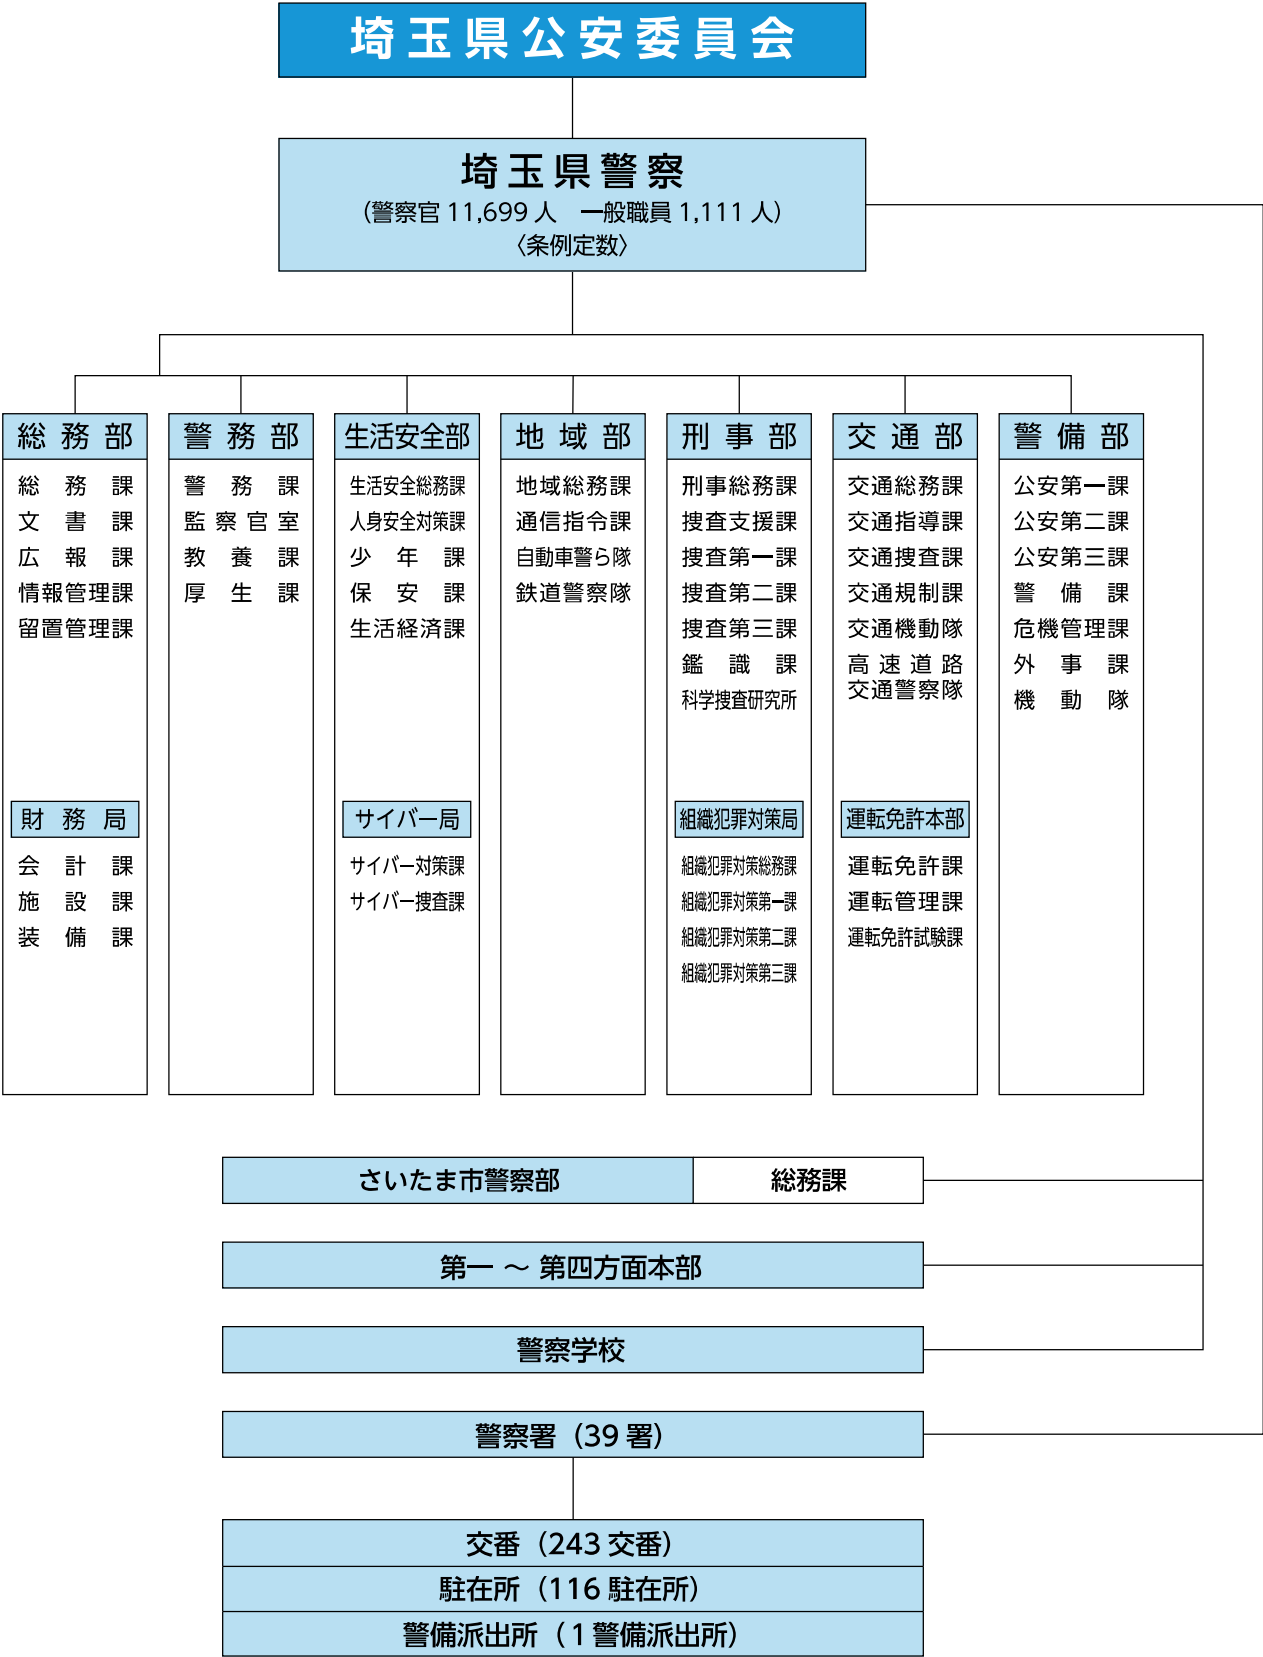 埼玉県公安委員会
埼玉県警察
（警察官 11,699 人　一般職員 1,111 人）
〈条例定数〉
総務部
総務課
文書課
広報課
情報管理課
留置管理課
財務局
会計課
施設課
装備課
警務部
警務課
監察官室
教養課
厚生課
生活安全部
生活安全総務課
人身安全対策課
少年課
保安課
生活経済課
サイバー局
サイバー対策課
サイバー捜査課
地域部
地域総務課
通信指令課
自動車警ら隊
鉄道警察隊
刑事部
刑事総務課
捜査支援課
捜査第一課
捜査第二課
捜査第三課
鑑識課
科学捜査研究所
組織犯罪対策局
組織犯罪対策総務課
組織犯罪対策第一課
組織犯罪対策第二課
組織犯罪対策第三課
交通部
交通総務課
交通指導課
交通捜査課
交通規制課
交通機動隊
高速道路
交通警察隊
運転免許本部
運転免許課
運転管理課
運転免許試験課
警備部
公安第一課
公安第二課
公安第三課
警備課
危機管理課
外事課
機動隊
さいたま市警察部
総務課
第一 ～ 第四方面本部
警察学校
警察署（39 署）
交番（243 交番）
駐在所（116 駐在所）
警備派出所（ 1 警備派出所）